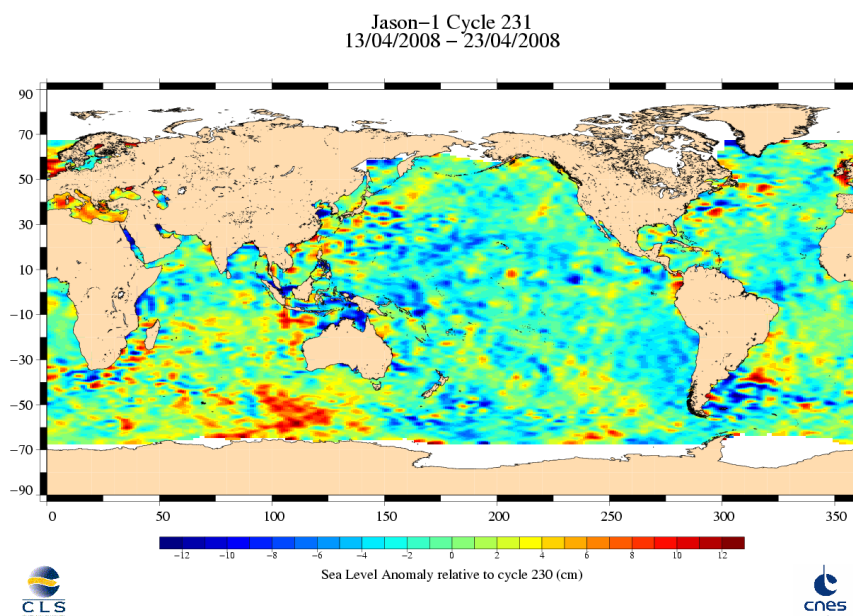 Jason−1 Cycle 231
13/04/2008 − 23/04/2008
90
70
50
30
10
−10
−30
−50
−70
−90
0 50 100 150 200 250 300 350
−12 −10 −8 −6 −4 −2 0 2 4 6 8 10 12
Sea Level Anomaly relative to cycle 230 (cm)
CLS
cnes